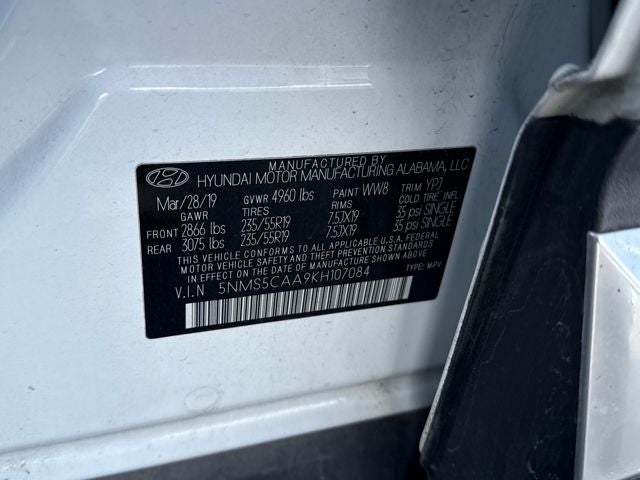 MANUFACTURED BY
HYUNDAI MOTOR MANUFACTURING ALABAMA, LLC
Mar/28/19 GVWR 4960 lbs PAINT WW8 TRIM YPJ
GAWR TIRES RIMS COLD TIRE INFL
FRONT 2866 lbs 235/55R19 7.5JX19 35 psi SINGLE
REAR 3075 lbs 235/55R19 7.5JX19 35 psi SINGLE
THIS VEHICLE CONFORMS TO ALL APPLICABLE U.S.A. FEDERAL
MOTOR VEHICLE SAFETY, BUMPER, AND THEFT PREVENTION STANDARDS
IN EFFECT ON THE DATE OF MANUFACTURE SHOWN ABOVE.
V.I.N 5NMS5CAA9KH107084 TYPE: MPV